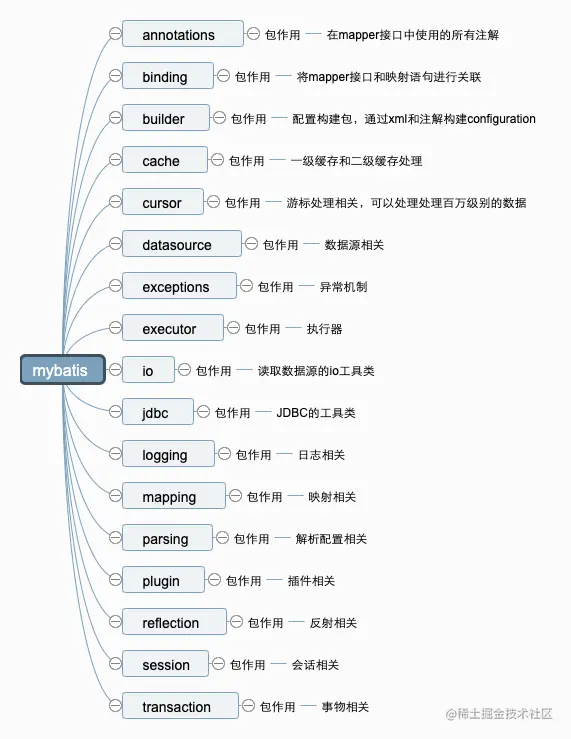 annotations 包作用 在mapper接口中使用的所有注解
binding 包作用 将mapper接口和映射语句进行关联
builder 包作用 配置构建包，通过xml和注解构建configuration
cache 包作用 一级缓存和二级缓存处理
cursor 包作用 游标处理相关，可以处理处理百万级别的数据
datasource 包作用 数据源相关
exceptions 包作用 异常机制
executor 包作用 执行器
mybatis io 包作用 读取数据源的io工具类
jdbc 包作用 JDBC的工具类
logging 包作用 日志相关
mapping 包作用 映射相关
parsing 包作用 解析配置相关
plugin 包作用 插件相关
reflection 包作用 反射相关
session 包作用 会话相关
transaction 包作用 事物相关
@稀土掘金技术社区